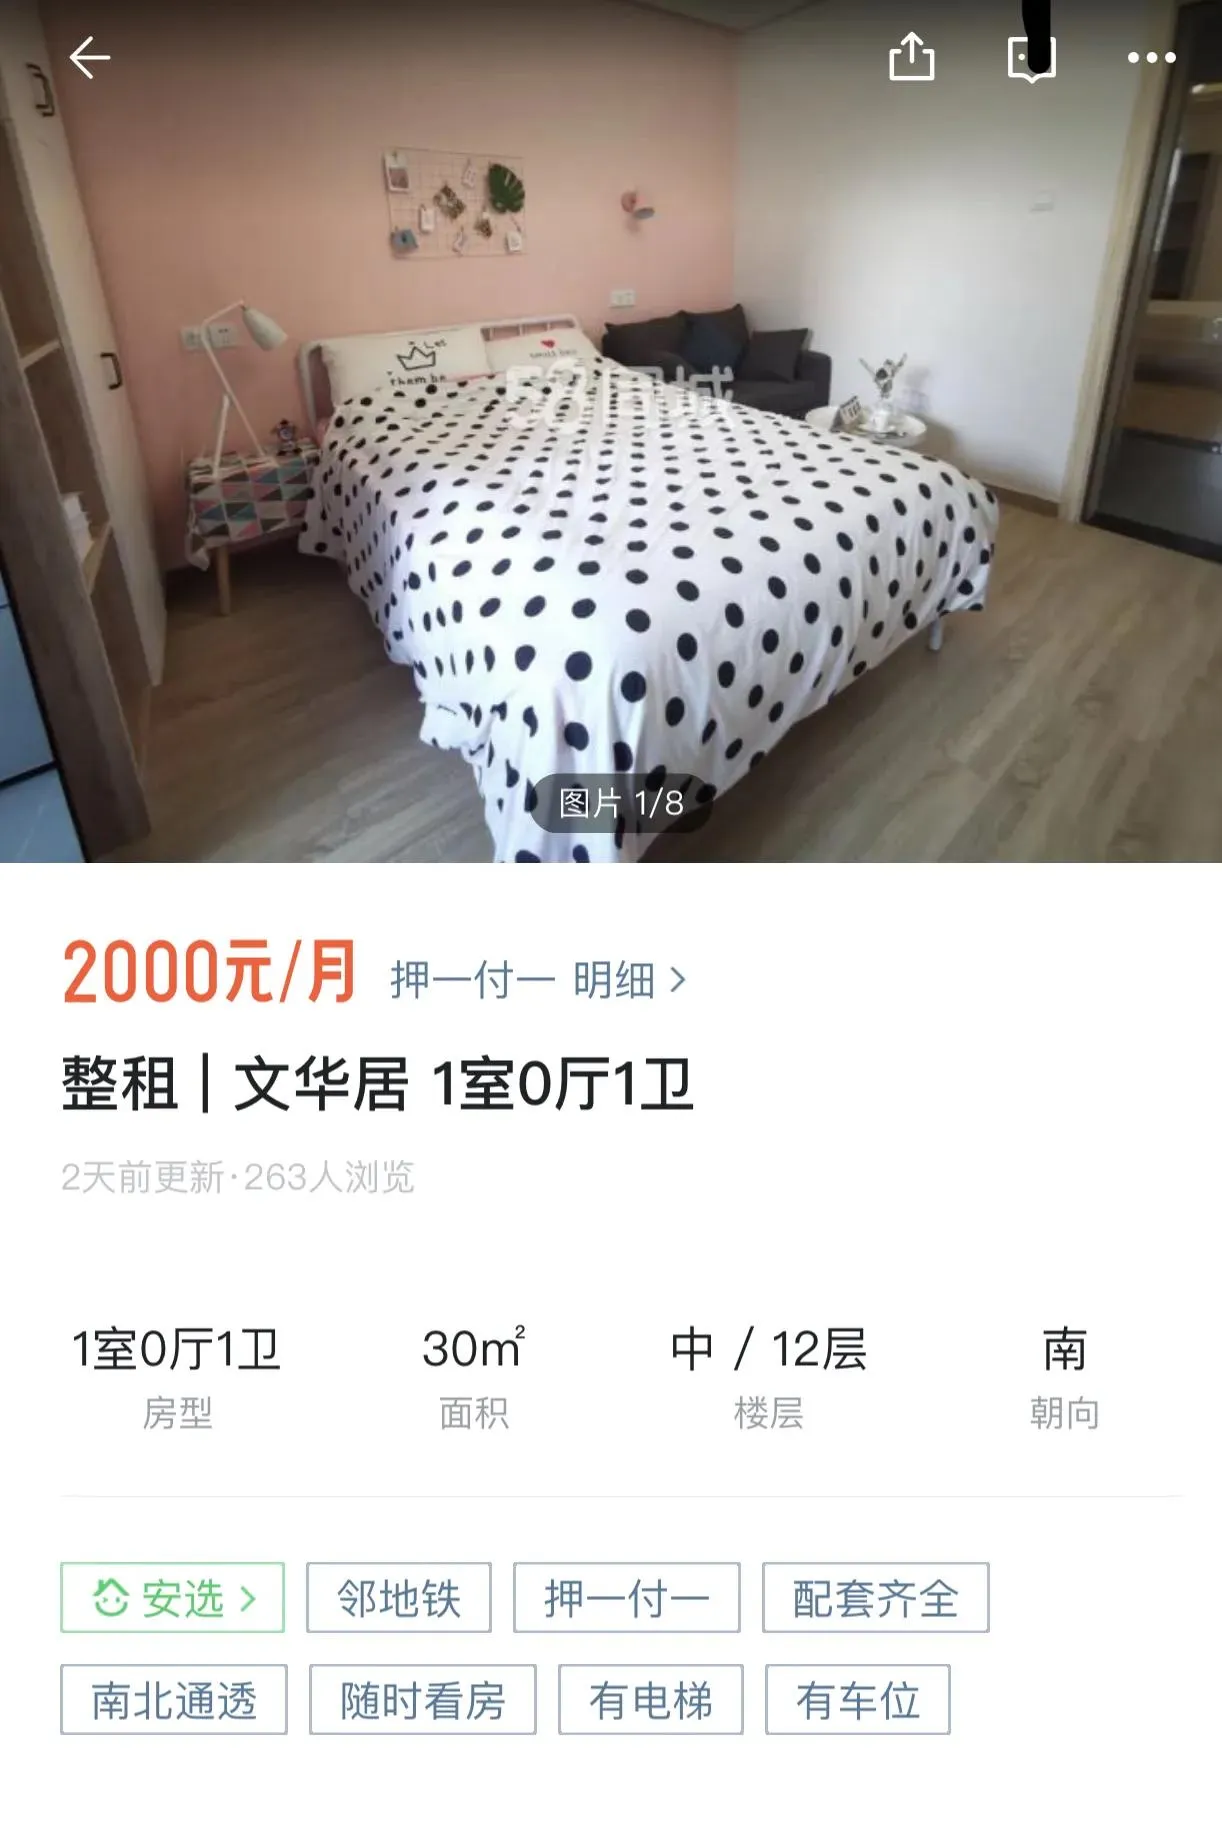 Let
them be
58同城
图片 1/8
2000元/月 押一付一 明细
整租 | 文华居 1室0厅1卫
2天前更新·263人浏览
1室0厅1卫 30㎡ 中 / 12层 南
房型 面积 楼层 朝向
安选 邻地铁 押一付一 配套齐全
南北通透 随时看房 有电梯 有车位